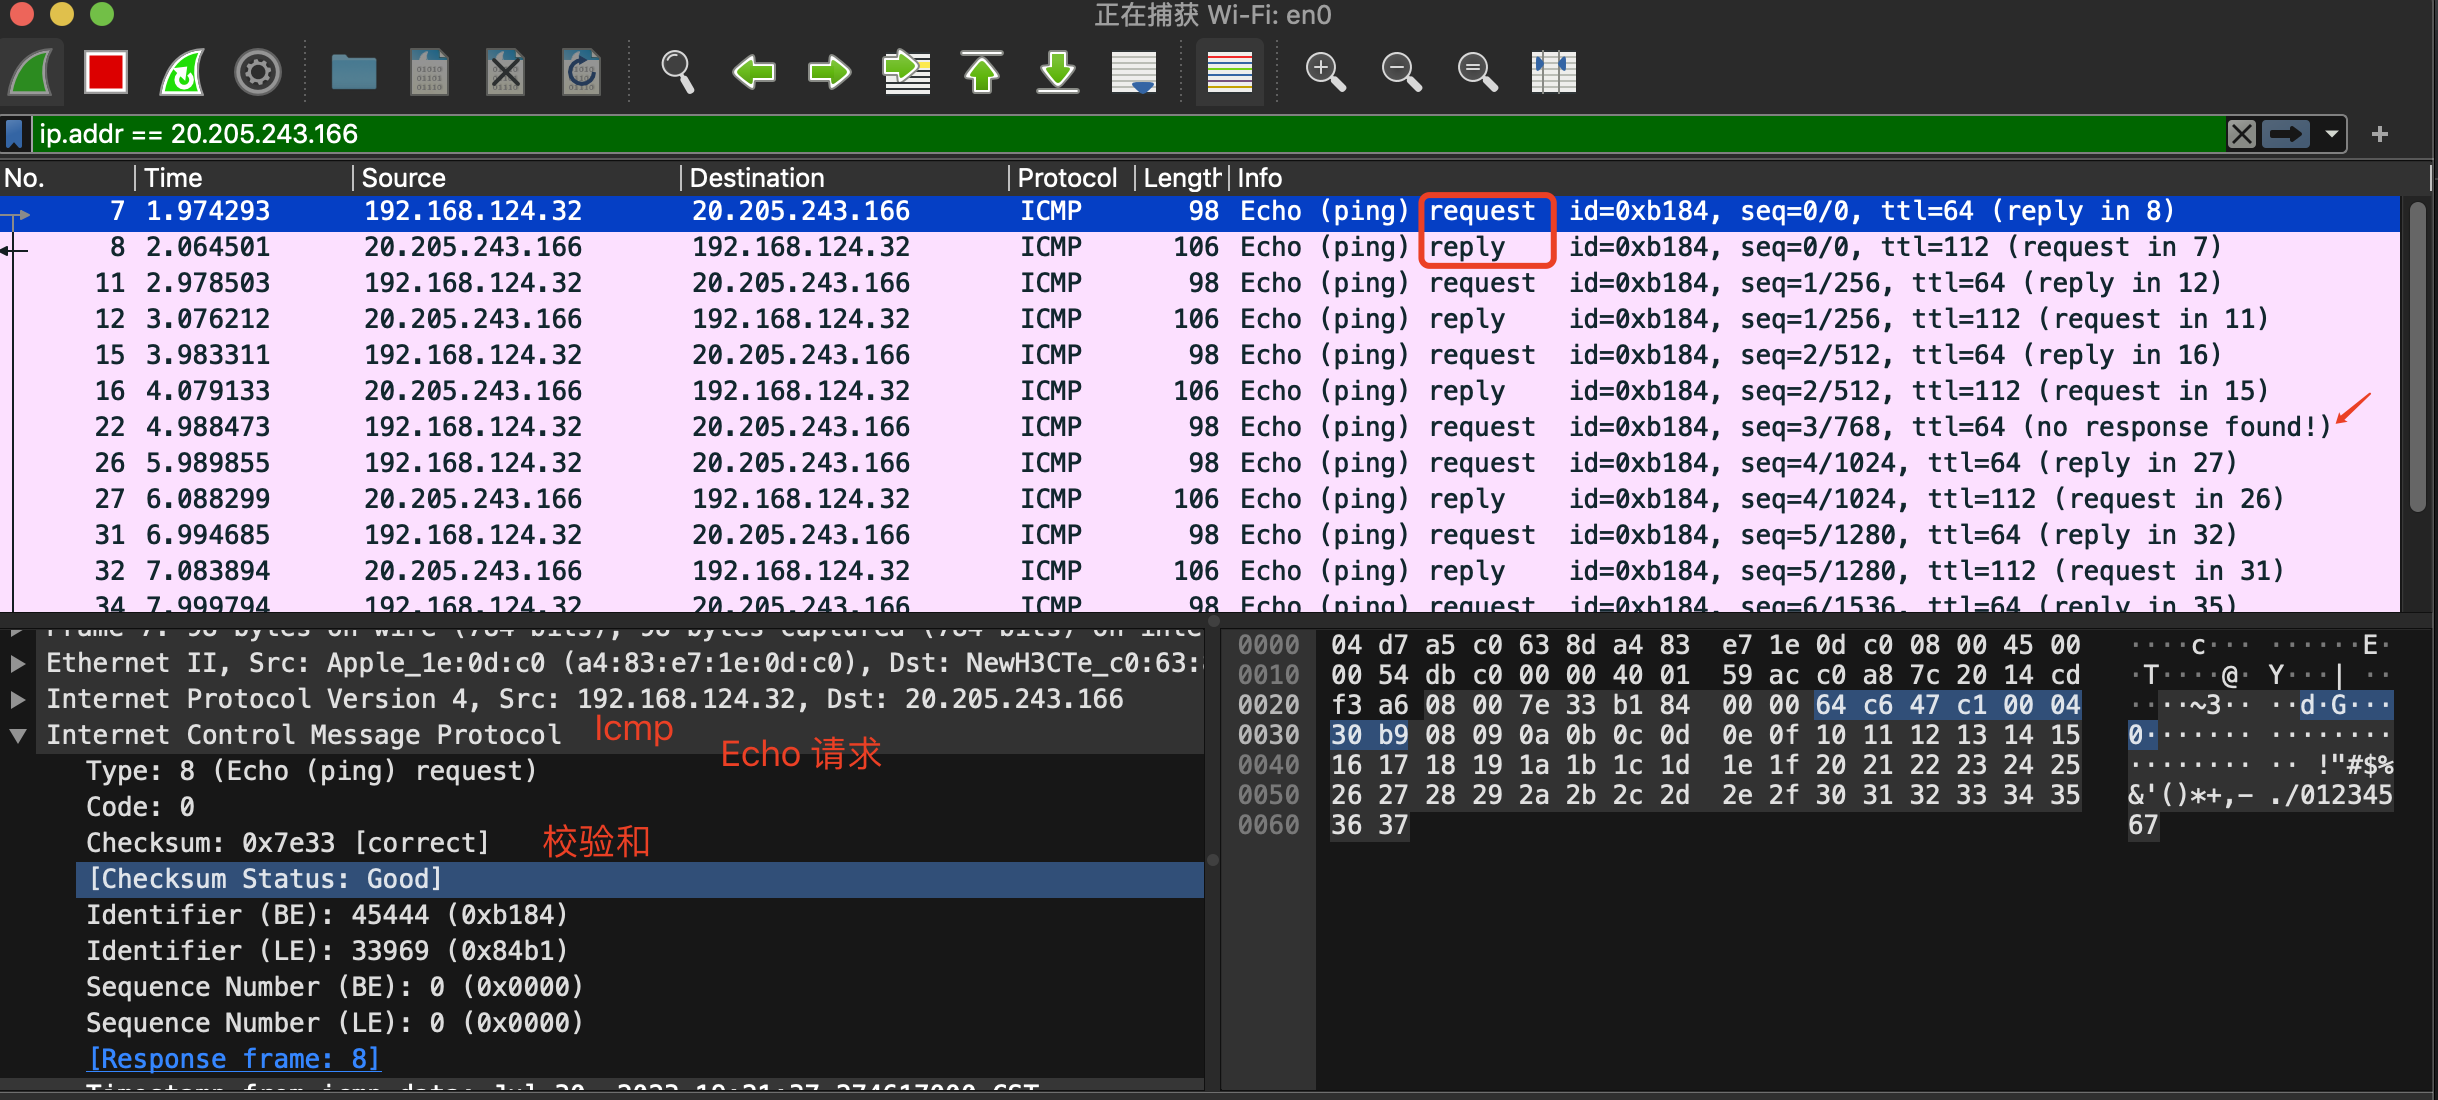 正在捕获 Wi-Fi: en0
ip.addr == 20.205.243.166
No. Time Source Destination Protocol Length Info
7 1.974293 192.168.124.32 20.205.243.166 ICMP 98 Echo (ping) request id=0xb184, seq=0/0, ttl=64 (reply in 8)
8 2.064501 20.205.243.166 192.168.124.32 ICMP 106 Echo (ping) reply id=0xb184, seq=0/0, ttl=112 (request in 7)
11 2.978503 192.168.124.32 20.205.243.166 ICMP 98 Echo (ping) request id=0xb184, seq=1/256, ttl=64 (reply in 12)
12 3.076212 20.205.243.166 192.168.124.32 ICMP 106 Echo (ping) reply id=0xb184, seq=1/256, ttl=112 (request in 11)
15 3.983311 192.168.124.32 20.205.243.166 ICMP 98 Echo (ping) request id=0xb184, seq=2/512, ttl=64 (reply in 16)
16 4.079133 20.205.243.166 192.168.124.32 ICMP 106 Echo (ping) reply id=0xb184, seq=2/512, ttl=112 (request in 15)
22 4.988473 192.168.124.32 20.205.243.166 ICMP 98 Echo (ping) request id=0xb184, seq=3/768, ttl=64 (no response found!)
26 5.989855 192.168.124.32 20.205.243.166 ICMP 98 Echo (ping) request id=0xb184, seq=4/1024, ttl=64 (reply in 27)
27 6.088299 20.205.243.166 192.168.124.32 ICMP 106 Echo (ping) reply id=0xb184, seq=4/1024, ttl=112 (request in 26)
31 6.994685 192.168.124.32 20.205.243.166 ICMP 98 Echo (ping) request id=0xb184, seq=5/1280, ttl=64 (reply in 32)
32 7.083894 20.205.243.166 192.168.124.32 ICMP 106 Echo (ping) reply id=0xb184, seq=5/1280, ttl=112 (request in 31)
34 7.999794 192.168.124.32 20.205.243.166 ICMP 98 Echo (ping) request id=0xb184, seq=6/1536, ttl=64 (reply in 35)
Frame 7: 98 bytes on wire (784 bits), 98 bytes captured (784 bits) on inte
Ethernet II, Src: Apple_1e:0d:c0 (a4:83:e7:1e:0d:c0), Dst: NewH3CTe_c0:63:
Internet Protocol Version 4, Src: 192.168.124.32, Dst: 20.205.243.166
Internet Control Message Protocol Icmp
Echo 请求
Type: 8 (Echo (ping) request)
Code: 0
Checksum: 0x7e33 [correct] 校验和
[Checksum Status: Good]
Identifier (BE): 45444 (0xb184)
Identifier (LE): 33969 (0x84b1)
Sequence Number (BE): 0 (0x0000)
Sequence Number (LE): 0 (0x0000)
[Response frame: 8]
0000 04 d7 a5 c0 63 8d a4 83 e7 1e 0d c0 08 00 45 00 ····c··· ······E·
0010 00 54 db c0 00 00 40 01 59 ac c0 a8 7c 20 14 cd ·T····@· Y···| ··
0020 f3 a6 08 00 7e 33 b1 84 00 00 64 c6 47 c1 00 04 ····~3·· ··d·G···
0030 30 b9 08 09 0a 0b 0c 0d 0e 0f 10 11 12 13 14 15 0······· ········
0040 16 17 18 19 1a 1b 1c 1d 1e 1f 20 21 22 23 24 25 ········ ·· !"#$%
0050 26 27 28 29 2a 2b 2c 2d 2e 2f 30 31 32 33 34 35 &'()*+,- ./012345
0060 36 37 67